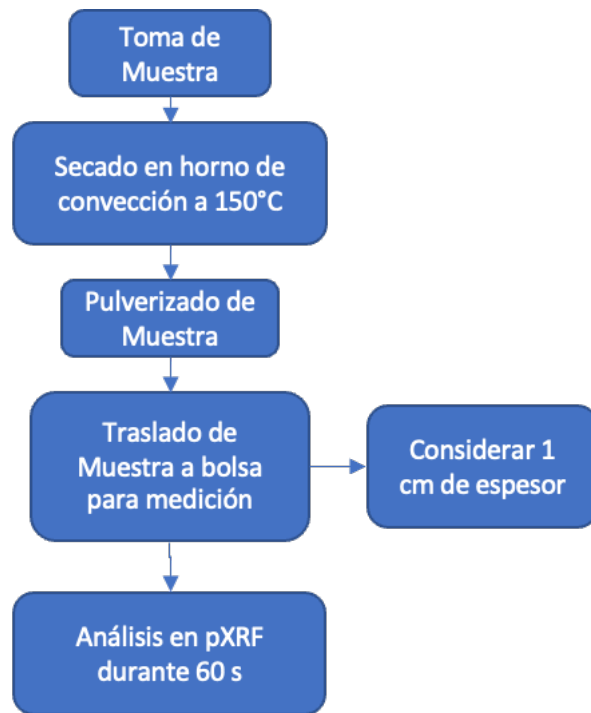 Toma de
Muestra
Secado en horno de
convección a 150°C
Pulverizado de
Muestra
Traslado de
Muestra a bolsa
para medición
Considerar 1
cm de espesor
Análisis en pXRF
durante 60 s